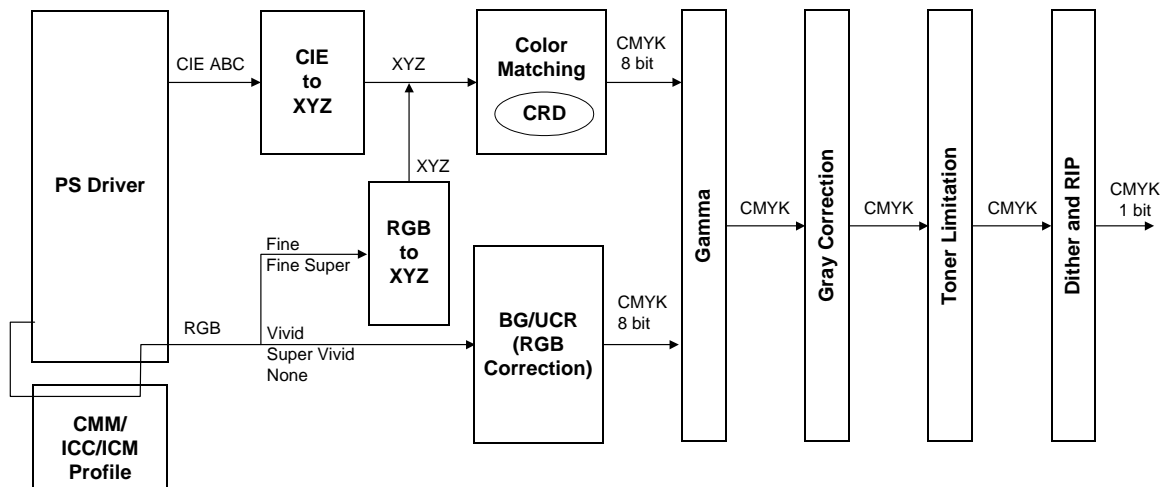 PS Driver
CIE ABC
CIE
to
XYZ
XYZ
Color
Matching
CRD
CMYK
8 bit
XYZ
RGB
to
XYZ
Fine
Fine Super
RGB
Vivid
Super Vivid
None
BG/UCR
(RGB
Correction)
CMYK
8 bit
CMM/
ICC/ICM
Profile
Gamma
CMYK
Gray Correction
CMYK
Toner Limitation
CMYK
Dither and RIP
CMYK
1 bit